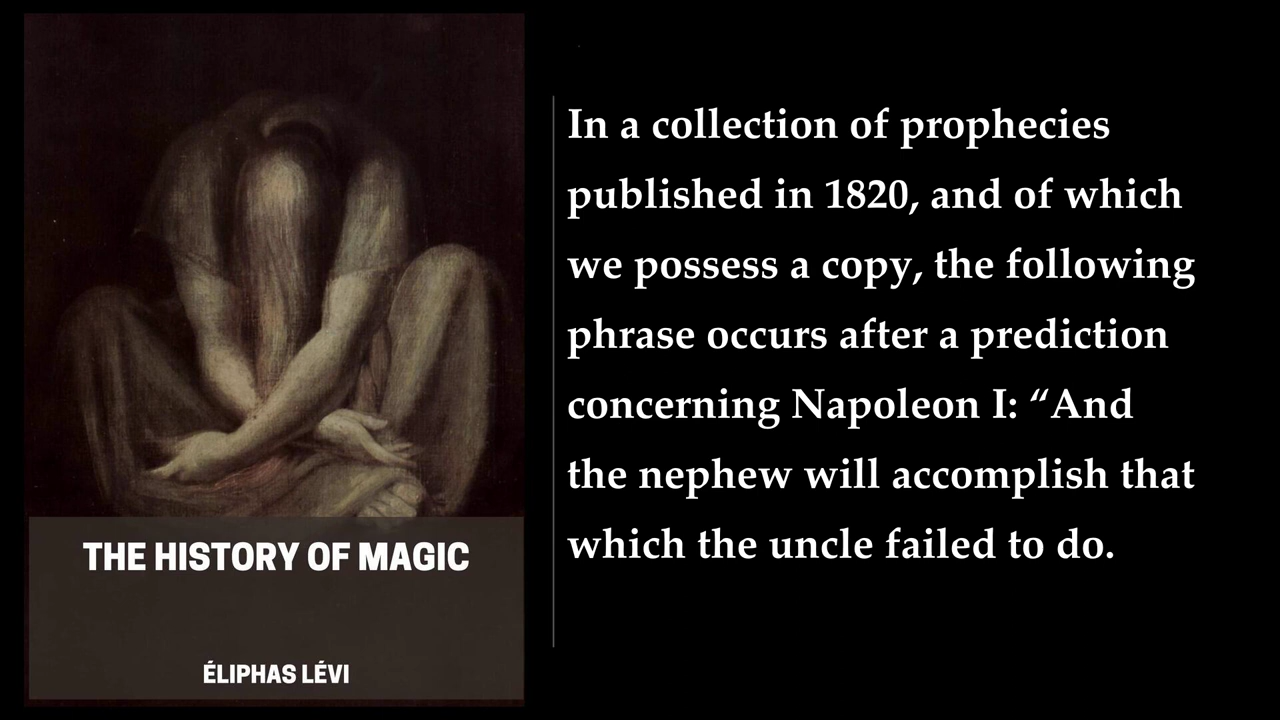 THE HISTORY OF MAGIC
ÉLIPHAS LÉVI
In a collection of prophecies
published in 1820, and of which
we possess a copy, the following
phrase occurs after a prediction
concerning Napoleon I: “And
the nephew will accomplish that
which the uncle failed to do.